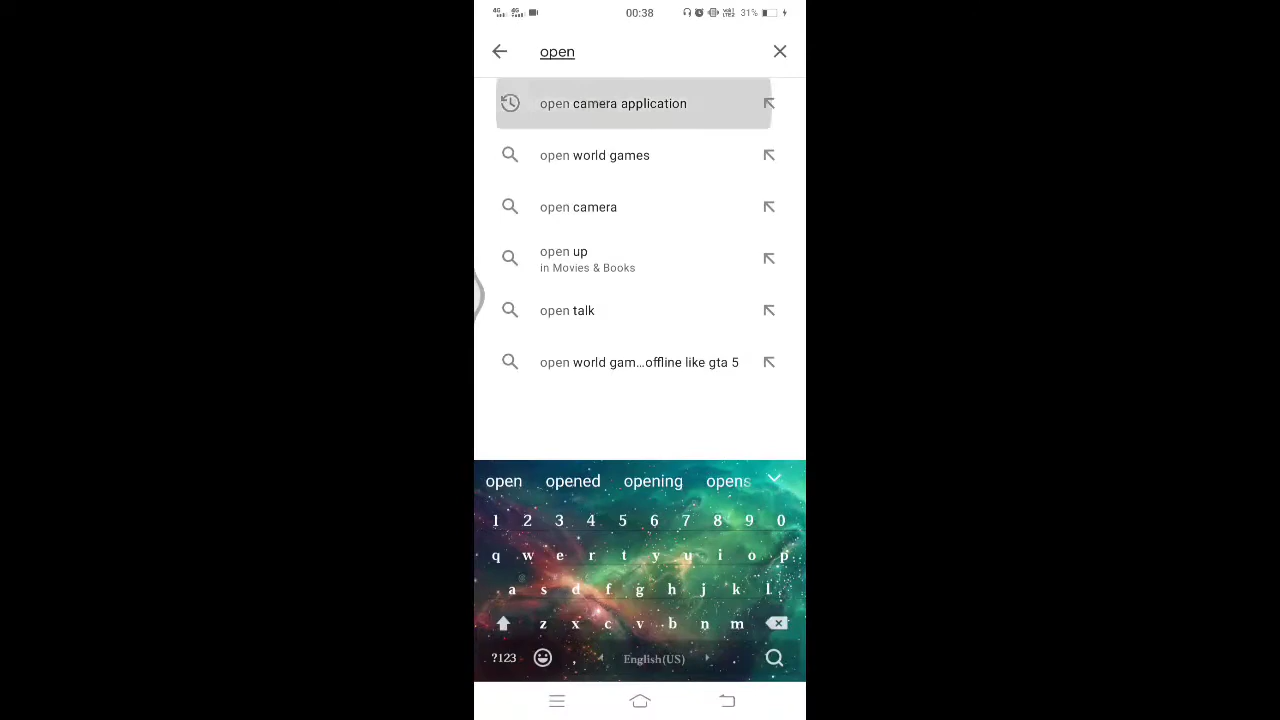 4G 4G 00:38 31%
open
open camera application
open world games
open camera
open up
in Movies & Books
open talk
open world gam...offline like gta 5
open opened opening opens
1 2 3 4 5 6 7 8 9 0
q w e r t y u i o p
a s d f g h j k l
z x c v b n m
?123 , English(US) .